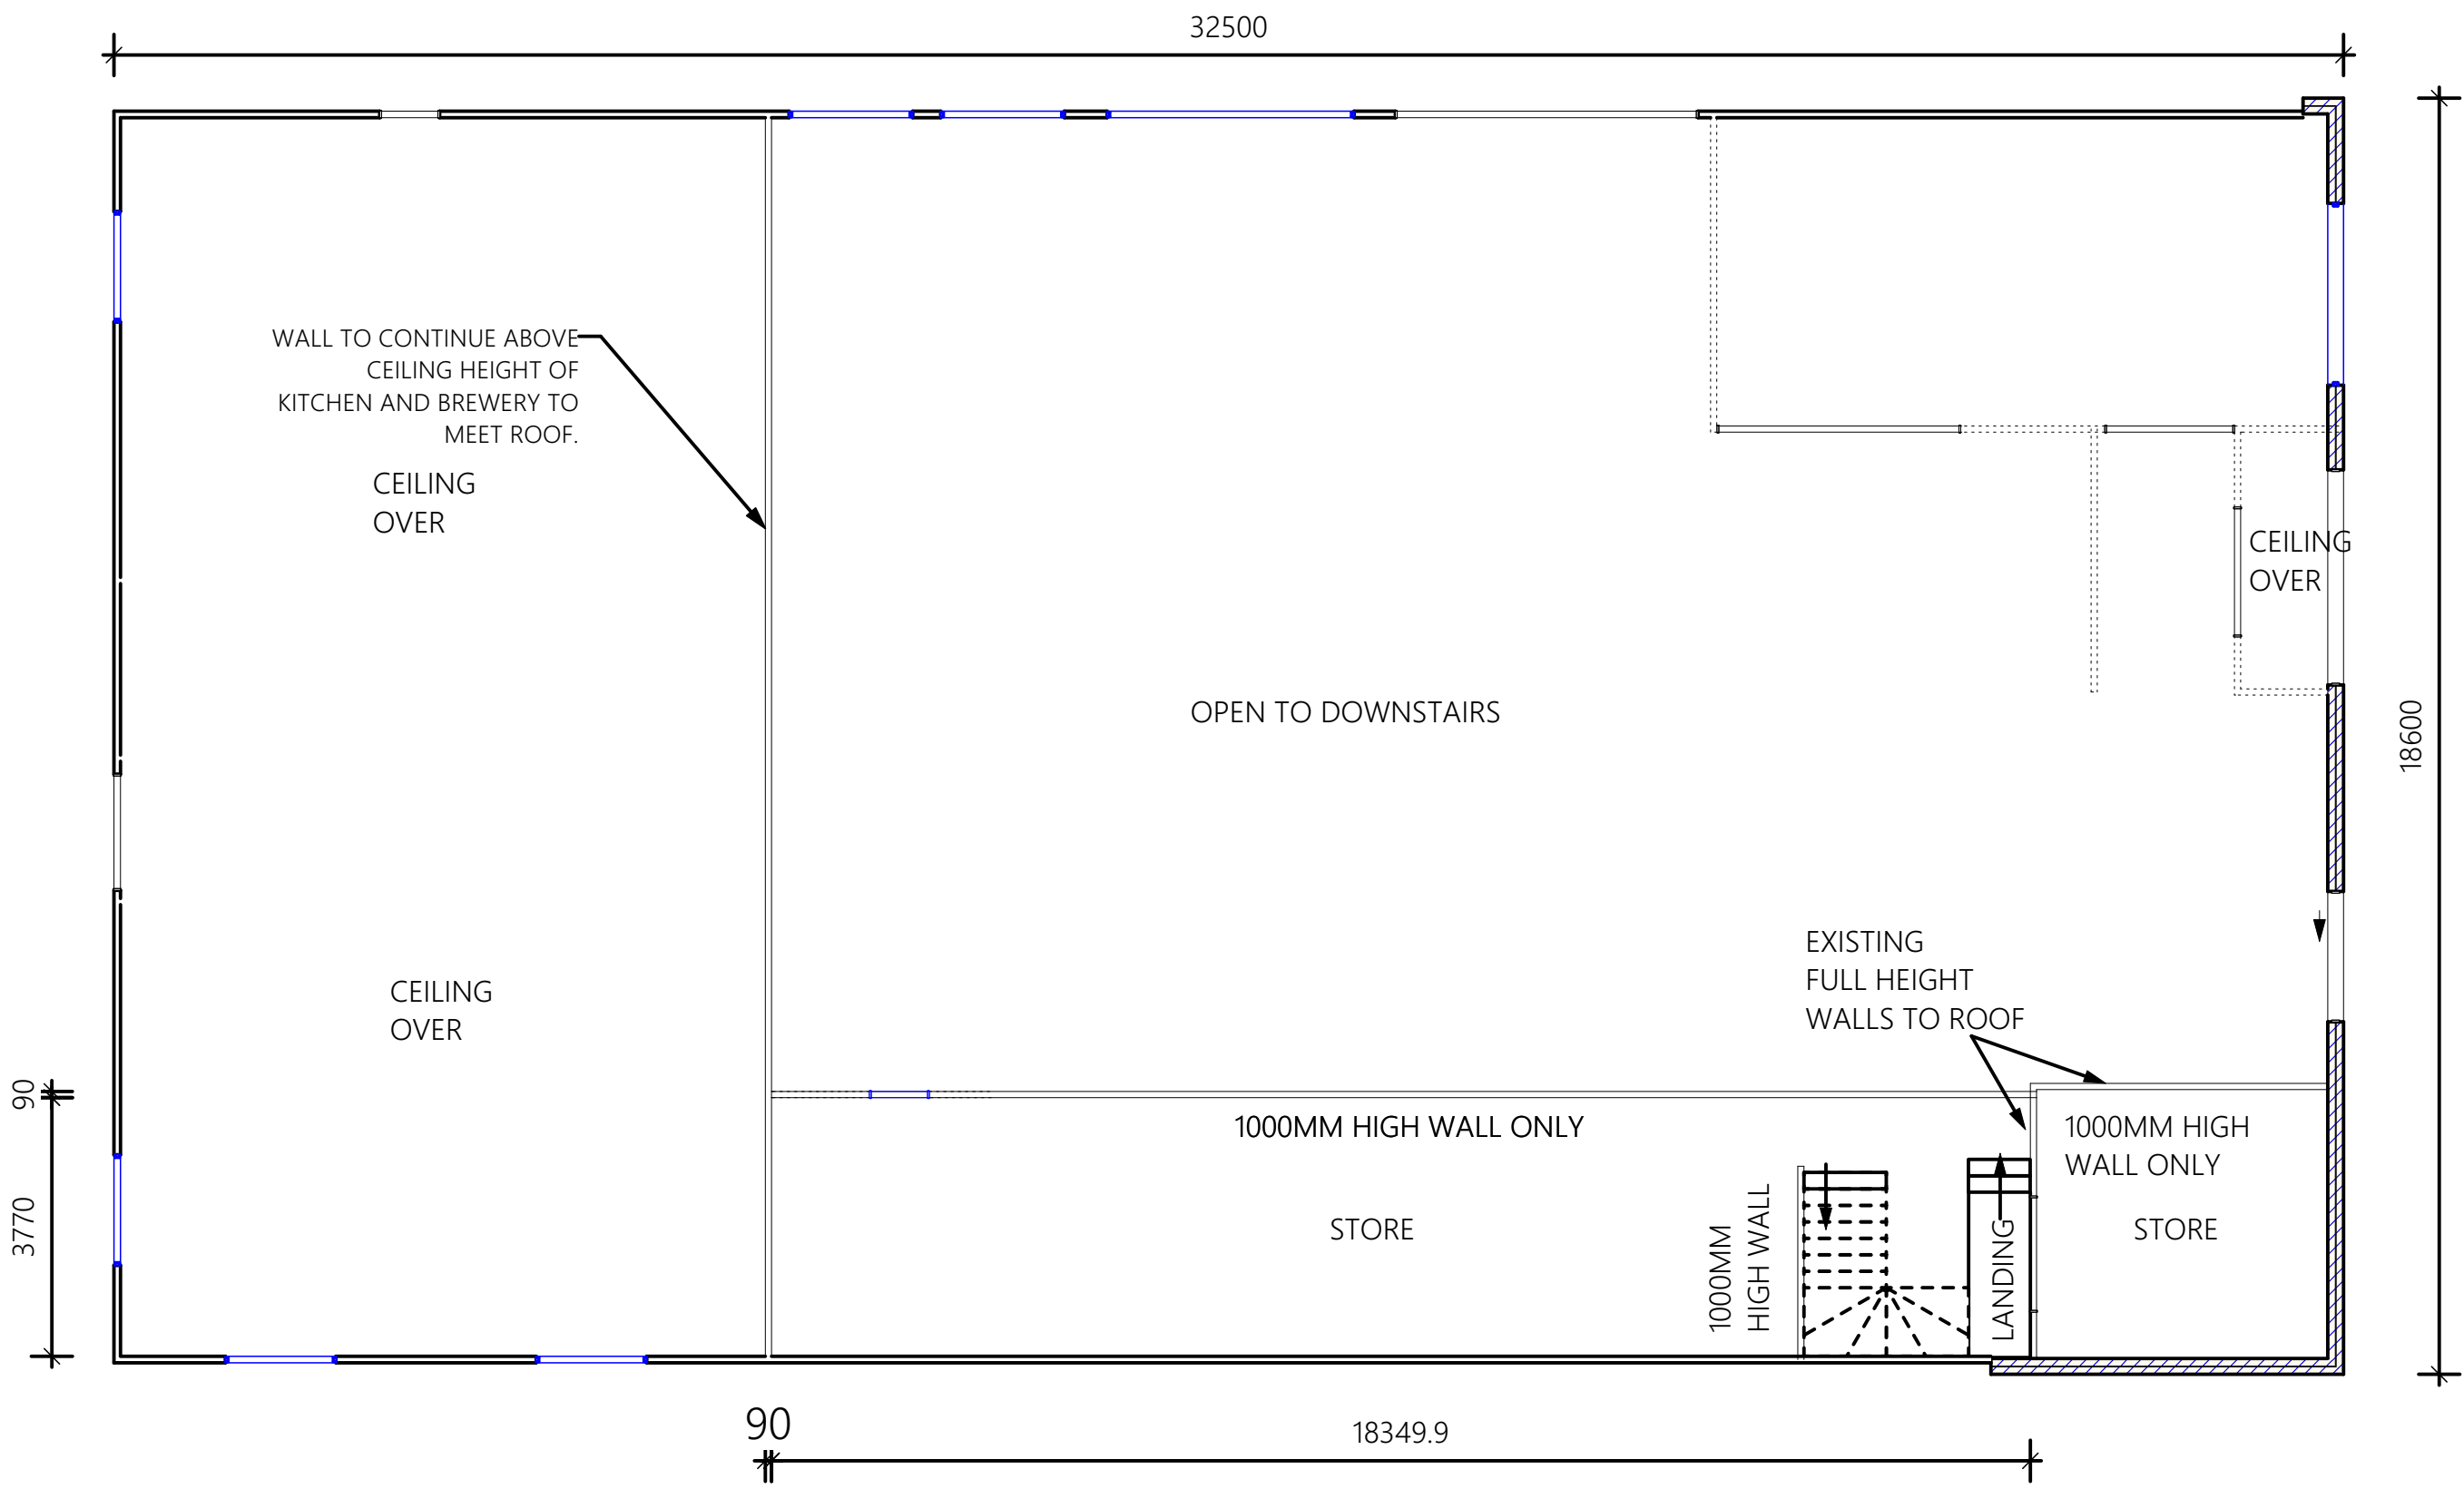 32500
WALL TO CONTINUE ABOVE
CEILING HEIGHT OF
KITCHEN AND BREWERY TO
MEET ROOF.
CEILING
OVER
CEILING
OVER
OPEN TO DOWNSTAIRS
18600
EXISTING
FULL HEIGHT
WALLS TO ROOF
CEILING
OVER
90
1000MM HIGH WALL ONLY
1000MM HIGH
WALL ONLY
3770
STORE
1000MM
HIGH WALL
LANDING
STORE
90
18349.9